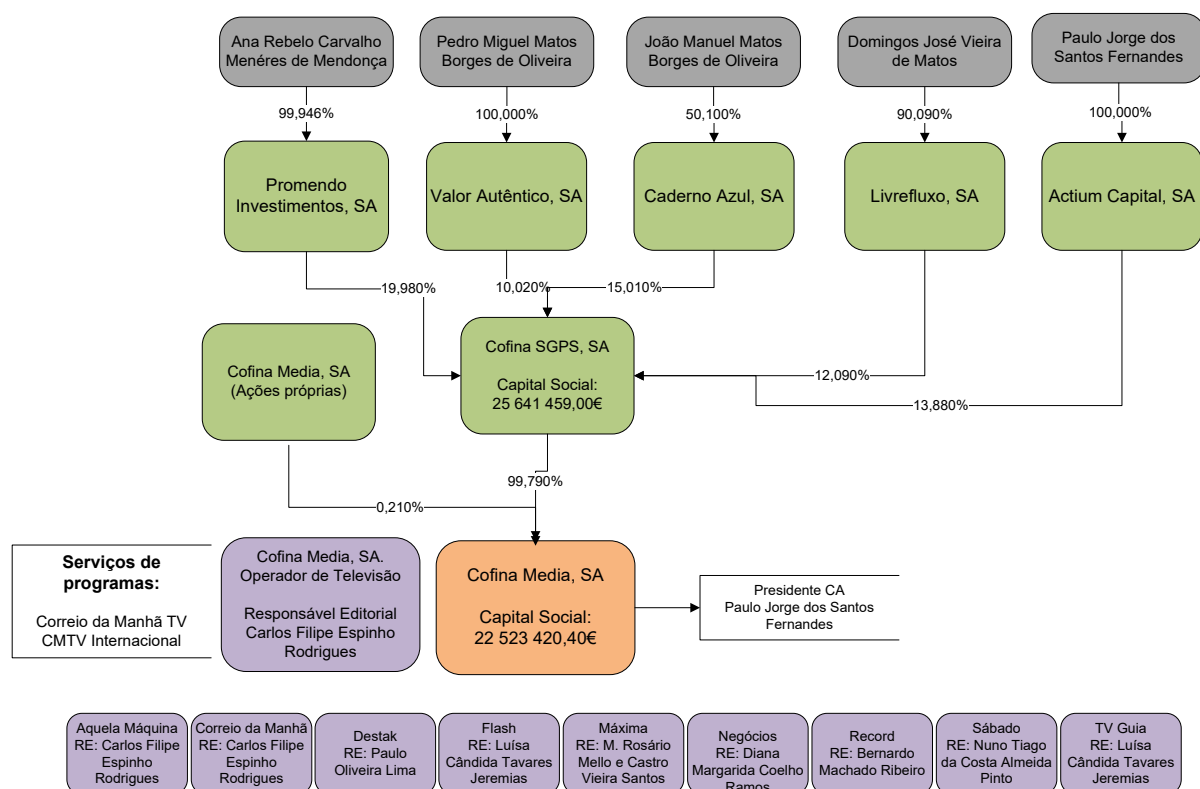 Ana Rebelo Carvalho
Menéres de Mendonça
Pedro Miguel Matos
Borges de Oliveira
João Manuel Matos
Borges de Oliveira
Domingos José Vieira
de Matos
Paulo Jorge dos
Santos Fernandes
99,946%
100,000%
50,100%
90,090%
100,000%
Promendo
Investimentos, SA
Valor Autêntico, SA
Caderno Azul, SA
Livrefluxo, SA
Actium Capital, SA
19,980%
10,020%
15,010%
Cofina Media, SA
(Ações próprias)
Cofina SGPS, SA
Capital Social:
25 641 459,00€
12,090%
13,880%
99,790%
0,210%
Serviços de
programas:
Correio da Manhã TV
CMTV Internacional
Cofina Media, SA.
Operador de Televisão
Responsável Editorial
Carlos Filipe Espinho
Rodrigues
Cofina Media, SA
Capital Social:
22 523 420,40€
Presidente CA
Paulo Jorge dos Santos
Fernandes
Aquela Máquina
RE: Carlos Filipe
Espinho
Rodrigues
Correio da Manhã
RE: Carlos Filipe
Espinho
Rodrigues
Destak
RE: Paulo
Oliveira Lima
Flash
RE: Luísa
Cândida Tavares
Jeremias
Máxima
RE: M. Rosário
Mello e Castro
Vieira Santos
Negócios
RE: Diana
Margarida Coelho
Ramos
Record
RE: Bernardo
Machado Ribeiro
Sábado
RE: Nuno Tiago
da Costa Almeida
Pinto
TV Guia
RE: Luísa
Cândida Tavares
Jeremias